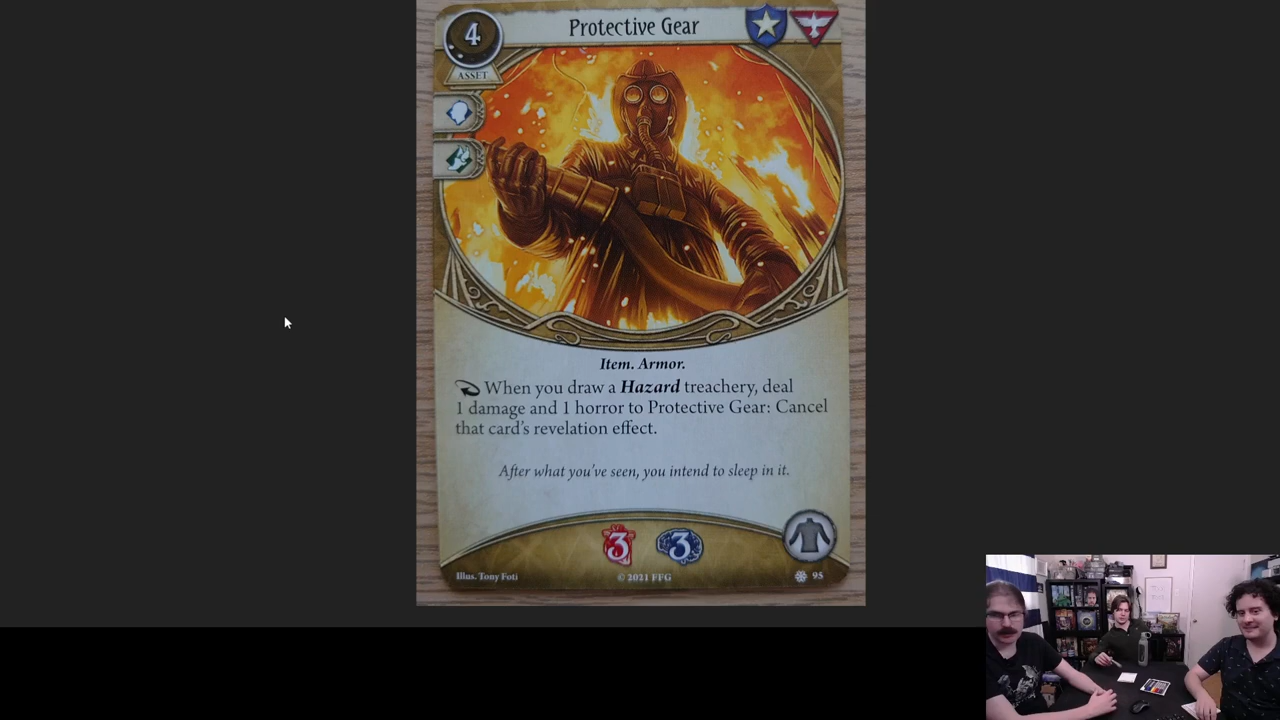 4
Protective Gear
ASSET
Item. Armor.
When you draw a Hazard treachery, deal
1 damage and 1 horror to Protective Gear: Cancel
that card's revelation effect.
After what you've seen, you intend to sleep in it.
3 3
Illus. Tony Foti
© 2021 FFG
95